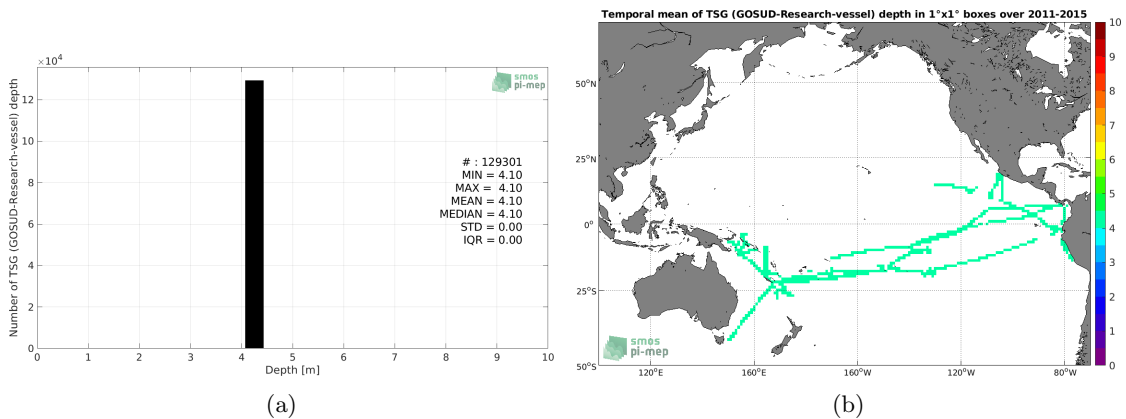 ×10⁴
12
10
8
6
4
2
0
Number of TSG (GOSUD-Research-vessel) depth
smos
pi-mep
# : 129301
MIN = 4.10
MAX = 4.10
MEAN = 4.10
MEDIAN = 4.10
STD = 0.00
IQR = 0.00
0 1 2 3 4 5 6 7 8 9 10
Depth [m]
(a)
Temporal mean of TSG (GOSUD-Research-vessel) depth in 1°x1° boxes over 2011-2015
50°N
25°N
0°
25°S
50°S
120°E 160°E 160°W 120°W 80°W
smos
pi-mep
10
9
8
7
6
5
4
3
2
1
0
(b)